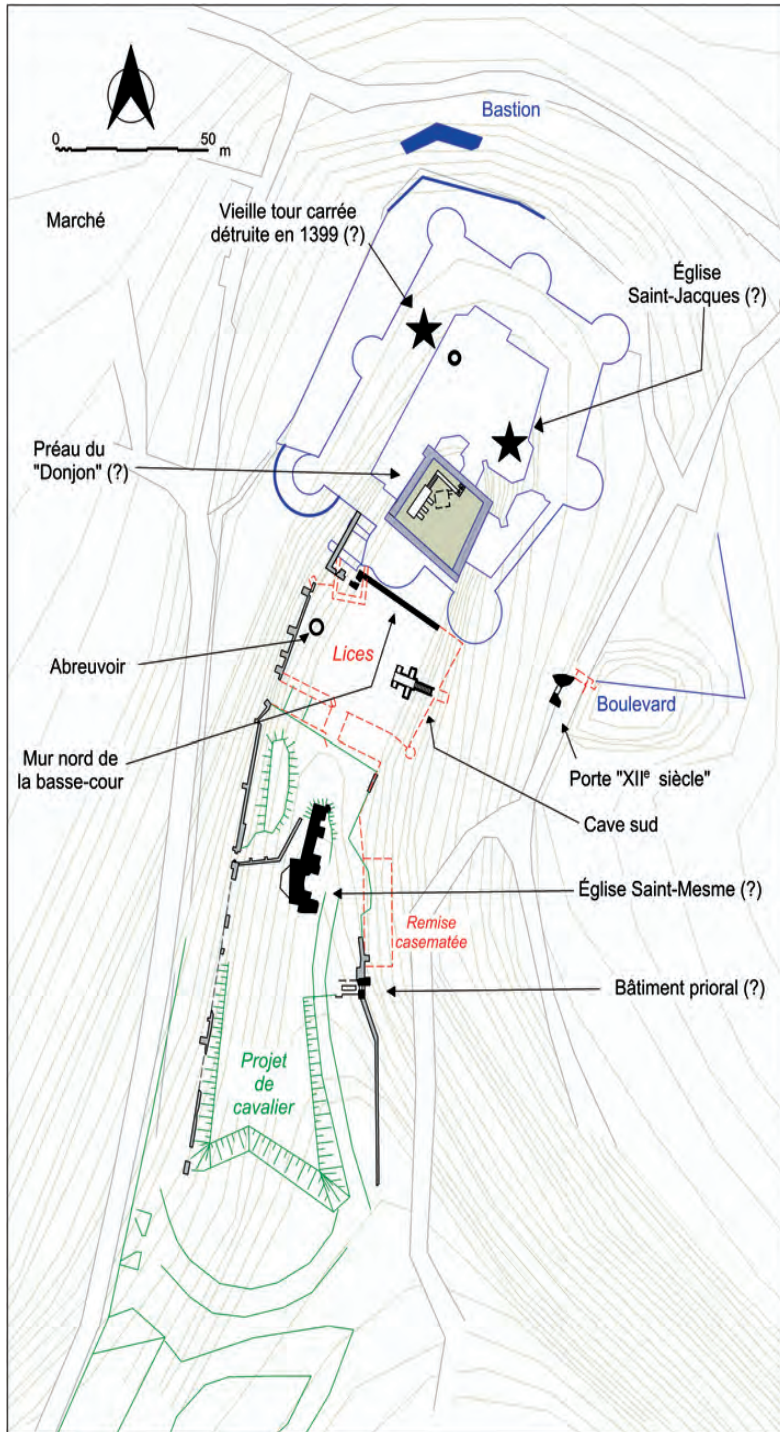 Bastion
0
50
m
Marché
Vieille tour carrée
détruite en 1399 (?)
Église
Saint-Jacques (?)
Préau du
"Donjon" (?)
Abreuvoir
Lices
Boulevard
Mur nord de
la basse-cour
Porte "XIIe siècle"
Cave sud
Église Saint-Mesme (?)
Remise
casematée
Bâtiment prioral (?)
Projet
de
cavalier